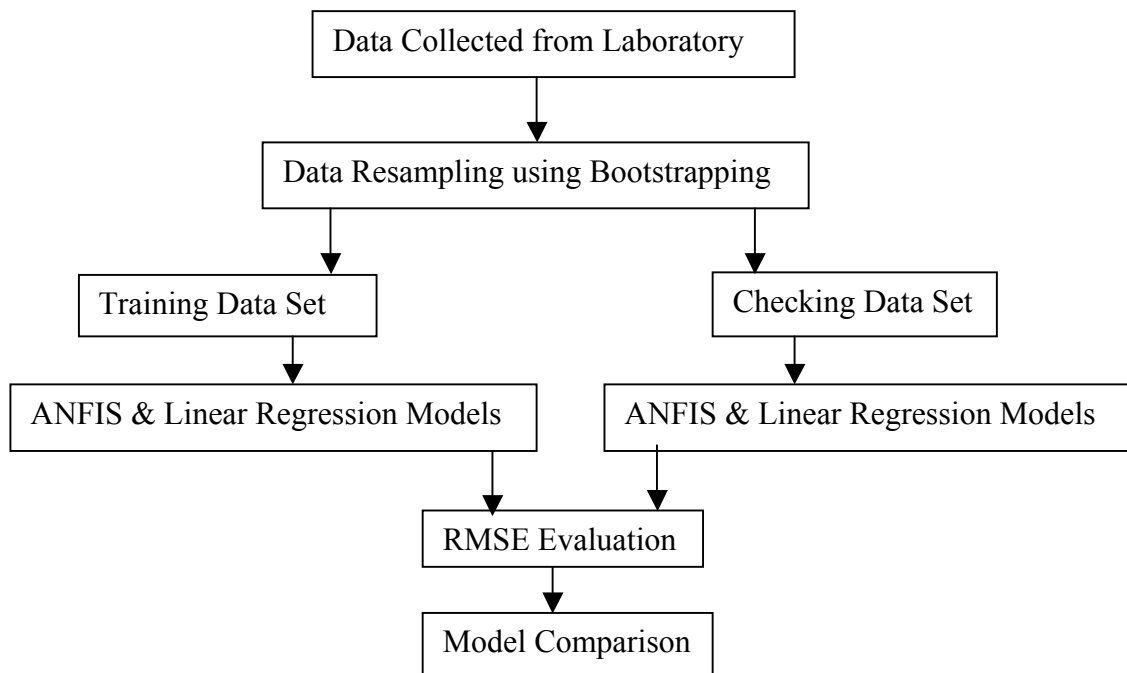 Data Collected from Laboratory
Data Resampling using Bootstrapping
Training Data Set
Checking Data Set
ANFIS & Linear Regression Models
ANFIS & Linear Regression Models
RMSE Evaluation
Model Comparison